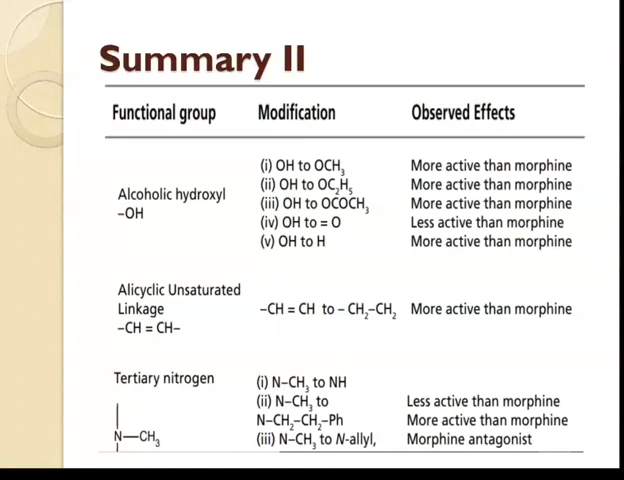 Summary II
Functional group Modification Observed Effects
(i) OH to OCH₃ More active than morphine
(ii) OH to OC₂H₅ More active than morphine
Alcoholic hydroxyl (iii) OH to OCOCH₃ More active than morphine
–OH (iv) OH to = O Less active than morphine
(v) OH to H More active than morphine
Alicyclic Unsaturated
Linkage –CH = CH to – CH₂–CH₂ More active than morphine
–CH = CH–
Tertiary nitrogen (i) N–CH₃ to NH
(ii) N–CH₃ to Less active than morphine
N–CH₂–CH₂–Ph More active than morphine
N—CH₃ (iii) N–CH₃ to N-allyl, Morphine antagonist